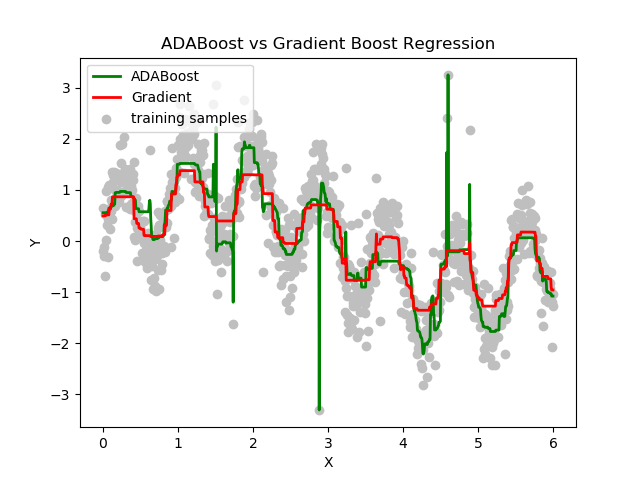 ADABoost vs Gradient Boost Regression
ADABoost
Gradient
training samples
3
2
1
0
−1
−2
−3
Y
0 1 2 3 4 5 6
X